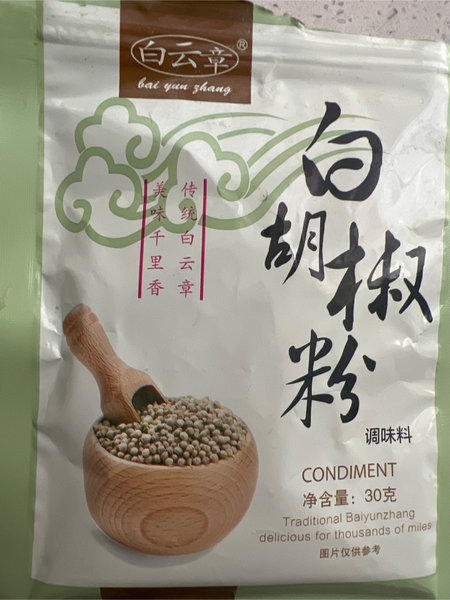 白云章®
bai yun zhang
白胡椒粉
传统白云章
美味千里香
调味料
CONDIMENT
净含量：30克
Traditional Baiyunzhang
delicious for thousands of miles
图片仅供参考